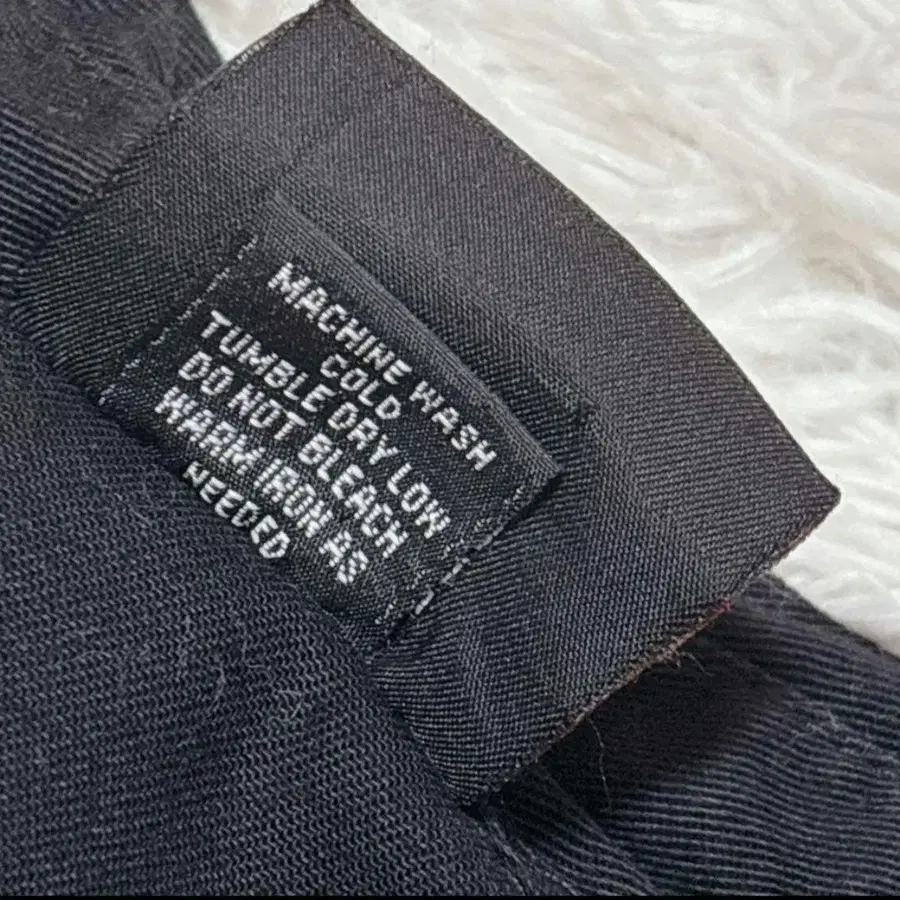 MACHINE WASH
COLD
TUMBLE DRY LOW
DO NOT BLEACH
WARM IRON AS
NEEDED